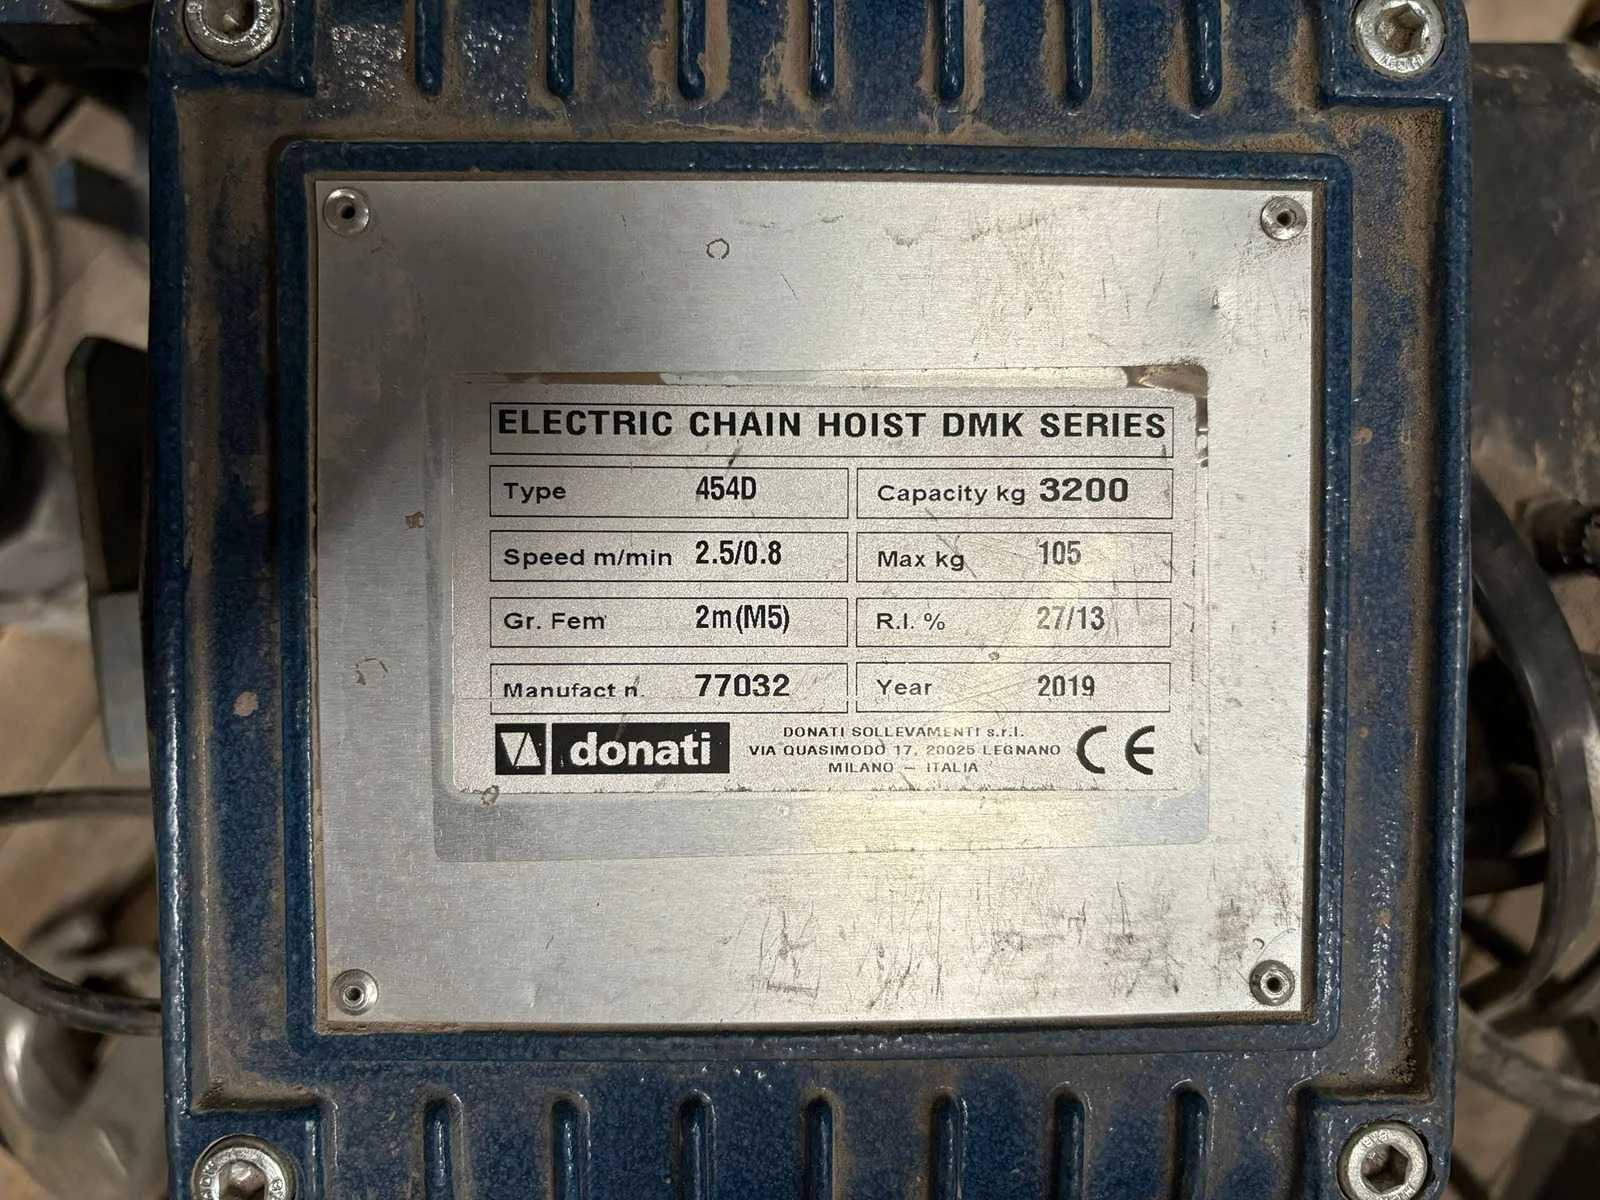 ELECTRIC CHAIN HOIST DMK SERIES
Type 454D Capacity kg 3200
Speed m/min 2.5/0.8 Max kg 105
Gr. Fem 2m(M5) R.I. % 27/13
Manufact n. 77032 Year 2019
donati
DONATI SOLLEVAMENTI s.r.l.
VIA QUASIMODO 17, 20025 LEGNANO
MILANO – ITALIA
CE